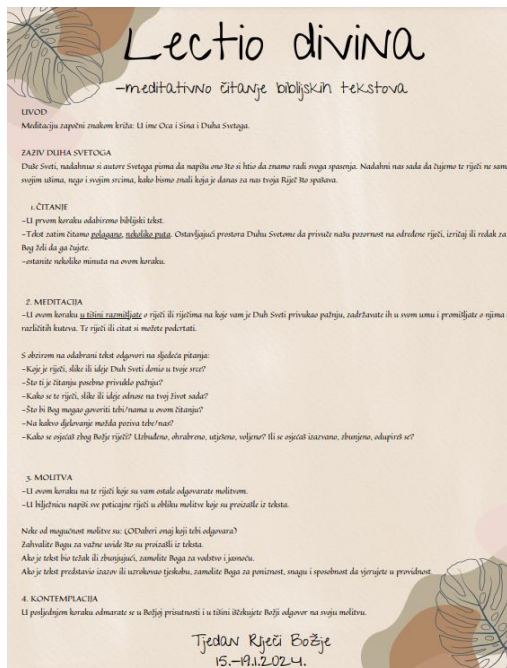 Lectio divina
-meditativno čitanje biblijskih tekstova
UVOD
Meditaciju započni znakom križa: U ime Oca i Sina i Duha Svetoga.
ZAZIV DUHA SVETOGA
Duše Sveti, nadahnuo si autore Svetoga pisma da napišu ono što si htio da znamo radi svoga spasenja. Nadahni nas sada da čujemo te riječi ne sam
svojim ušima, nego i svojim srcima, kako bismo znali koja je danas za nas tvoja Riječ što spašava.
1. ČITANJE
-U prvom koraku odabiremo biblijski tekst.
-Tekst zatim čitamo polagano, nekoliko puta. Ostavljajući prostora Duhu Svetome da privuče našu pozornost na određene riječi, izričaj ili redak za
Bog želi da ga čujete.
-ostanite nekoliko minuta na ovom koraku.
2. MEDITACIJA
-U ovom koraku u tišini razmišljate o riječi ili riječima na koje vam je Duh Sveti privukao pažnju, zadržavate ih u svom umu i promišljate o njima
različitih kuteva. Te riječi ili citat si možete podcrtati.
S obzirom na odabrani tekst odgovori na sljedeća pitanja:
-Koje je riječi, slike ili ideje Duh Sveti donio u tvoje srce?
-Što ti je čitanju posebno privuklo pažnju?
-Kako se te riječi, slike ili ideje odnose na tvoj život sada?
-Što bi Bog mogao govoriti tebi/nama u ovom čitanju?
-Na kakvo djelovanje možda poziva tebe/nas?
-Kako se osjećaš zbog Božje riječi? Uzbuđeno, ohrabreno, utješeno, voljeno? Ili se osjećaš izazvano, zbunjeno, odupireš se?
3. MOLITVA
-U ovom koraku na te riječi koje su vam ostale odgovarate molitvom.
-U bilježnicu napiši sve poticajne riječi u obliku molitve koje su proizašle iz teksta.
Neke od mogućnost molitve su: (ODaberi onaj koji tebi odgovara)
Zahvalite Bogu za važne uvide što su proizašli iz teksta.
Ako je tekst bio težak ili zbunjujući, zamolite Boga za vodstvo i jasnoću.
Ako je tekst predstavio izazov ili uzrokovao tjeskobu, zamolite Boga za poniznost, snagu i sposobnost da vjerujete u providnost.
4. KONTEMPLACIJA
U posljednjem koraku odmarate se u Božjoj prisutnosti i u tišini iščekujete Božji odgovor na svoju molitvu.
Tjedan Riječi Božje
15.-19.1.2024.